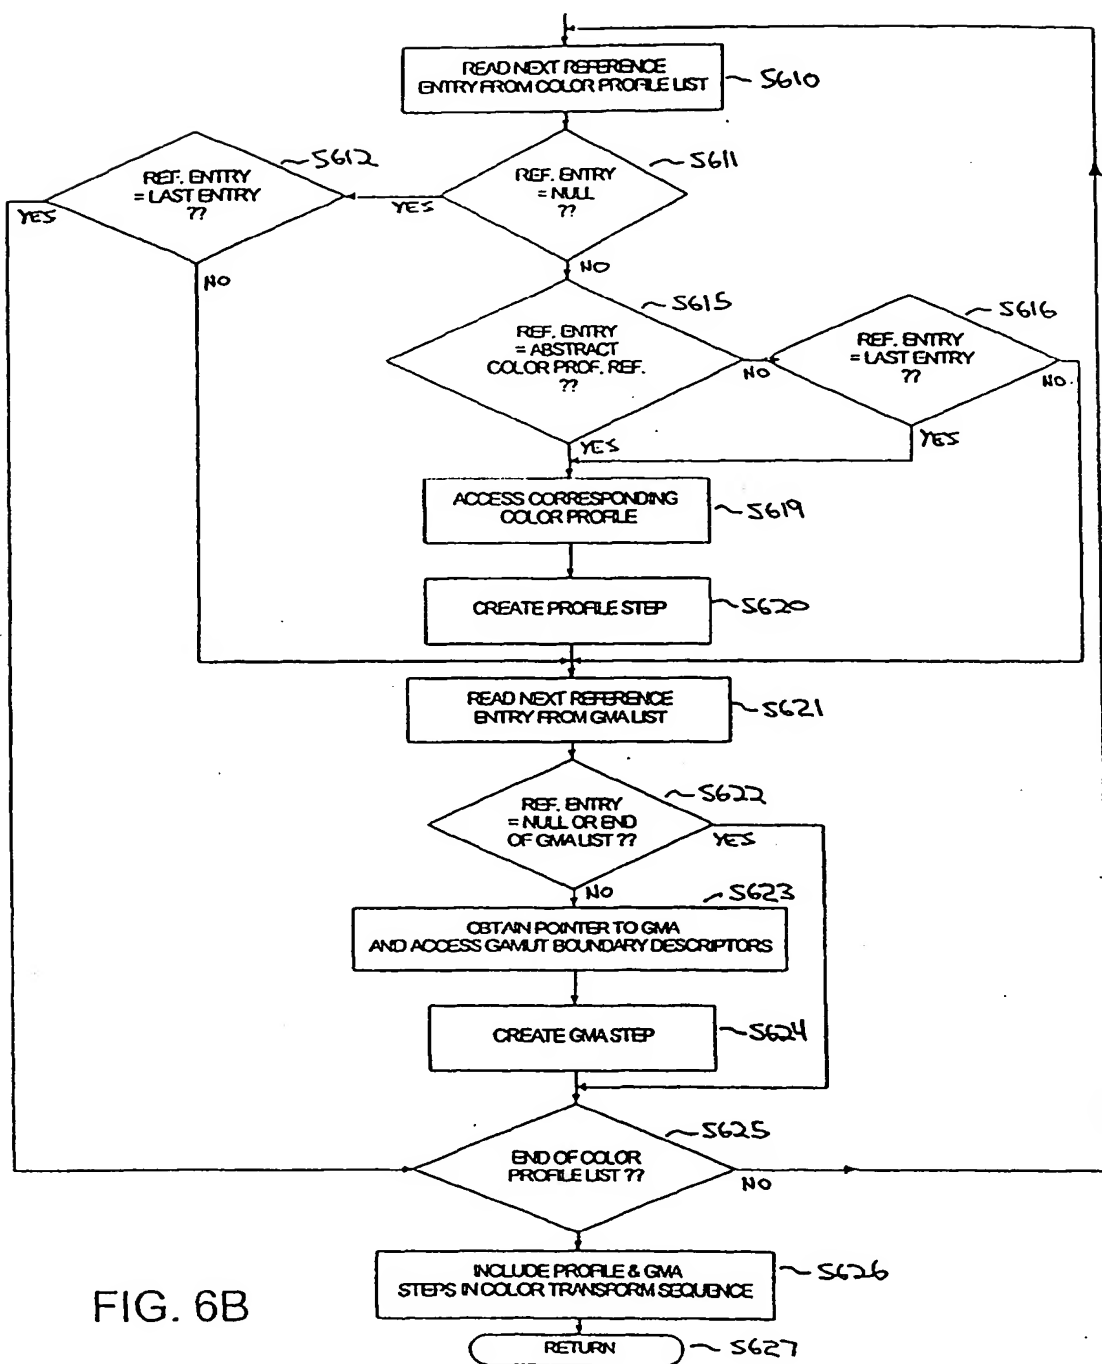 READ NEXT REFERENCE
ENTRY FROM COLOR PROFILE LIST
S610
REF. ENTRY
= NULL
??
S611
YES
NO
REF. ENTRY
= LAST ENTRY
??
S612
YES
NO
REF. ENTRY
= ABSTRACT
COLOR PROF. REF.
??
S615
NO
YES
REF. ENTRY
= LAST ENTRY
??
S616
NO.
YES
ACCESS CORRESPONDING
COLOR PROFILE
S619
CREATE PROFILE STEP
S620
READ NEXT REFERENCE
ENTRY FROM GMA LIST
S621
REF. ENTRY
= NULL OR END
OF GMA LIST ??
S622
YES
NO
S623
OBTAIN POINTER TO GMA
AND ACCESS GAMUT BOUNDARY DESCRIPTORS
CREATE GMA STEP
S624
END OF COLOR
PROFILE LIST ??
S625
NO
INCLUDE PROFILE & GMA
STEPS IN COLOR TRANSFORM SEQUENCE
S626
RETURN
S627
FIG. 6B